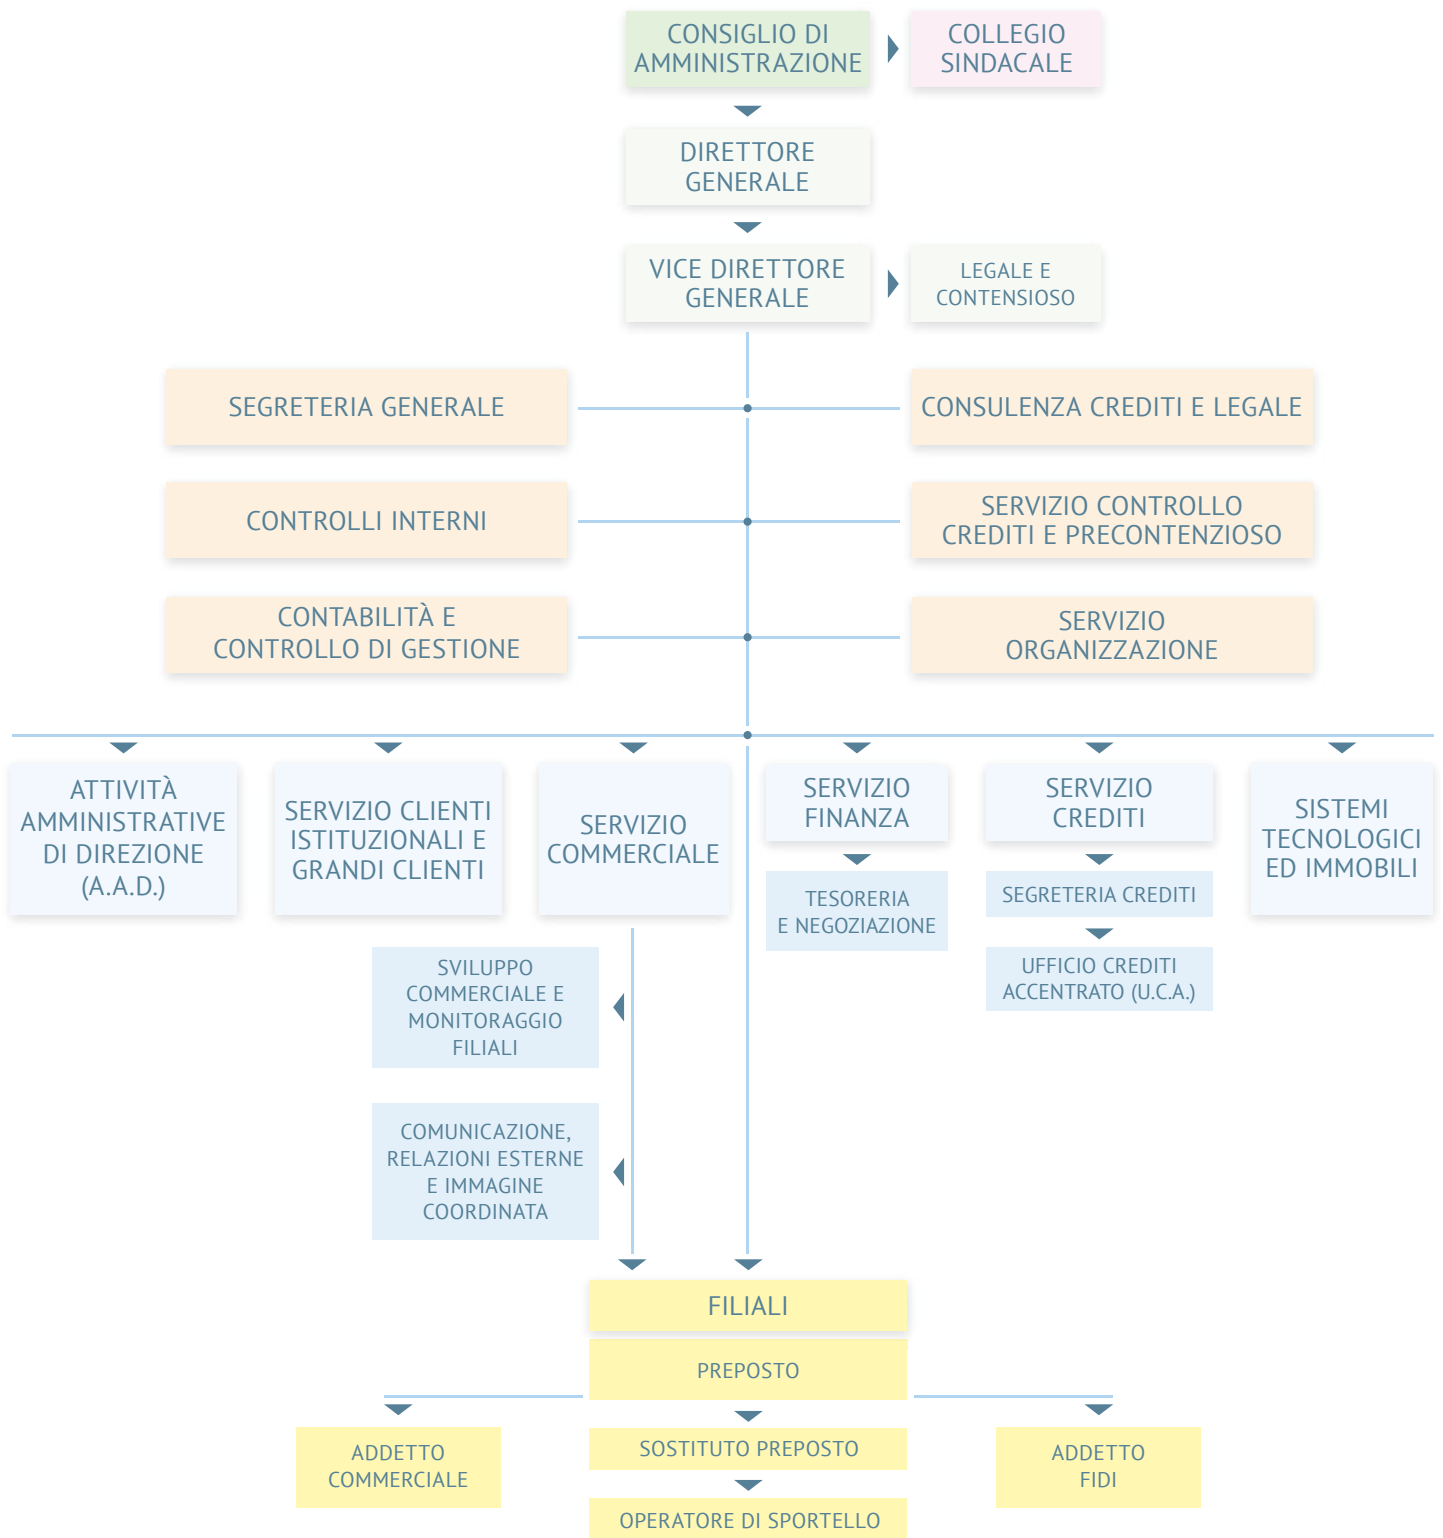 CONSIGLIO DI
AMMINISTRAZIONE
COLLEGIO
SINDACALE
DIRETTORE
GENERALE
VICE DIRETTORE
GENERALE
LEGALE E
CONTENSIOSO
SEGRETERIA GENERALE
CONSULENZA CREDITI E LEGALE
CONTROLLI INTERNI
SERVIZIO CONTROLLO
CREDITI E PRECONTENZIOSO
CONTABILITÀ E
CONTROLLO DI GESTIONE
SERVIZIO
ORGANIZZAZIONE
ATTIVITÀ
AMMINISTRATIVE
DI DIREZIONE
(A.A.D.)
SERVIZIO CLIENTI
ISTITUZIONALI E
GRANDI CLIENTI
SERVIZIO
COMMERCIALE
SERVIZIO
FINANZA
SERVIZIO
CREDITI
SISTEMI
TECNOLOGICI
ED IMMOBILI
TESORERIA
E NEGOZIAZIONE
SEGRETERIA CREDITI
UFFICIO CREDITI
ACCENTRATO (U.C.A.)
SVILUPPO
COMMERCIALE E
MONITORAGGIO
FILIALI
COMUNICAZIONE,
RELAZIONI ESTERNE
E IMMAGINE
COORDINATA
FILIALI
PREPOSTO
ADDETTO
COMMERCIALE
SOSTITUTO PREPOSTO
ADDETTO
FIDI
OPERATORE DI SPORTELLO